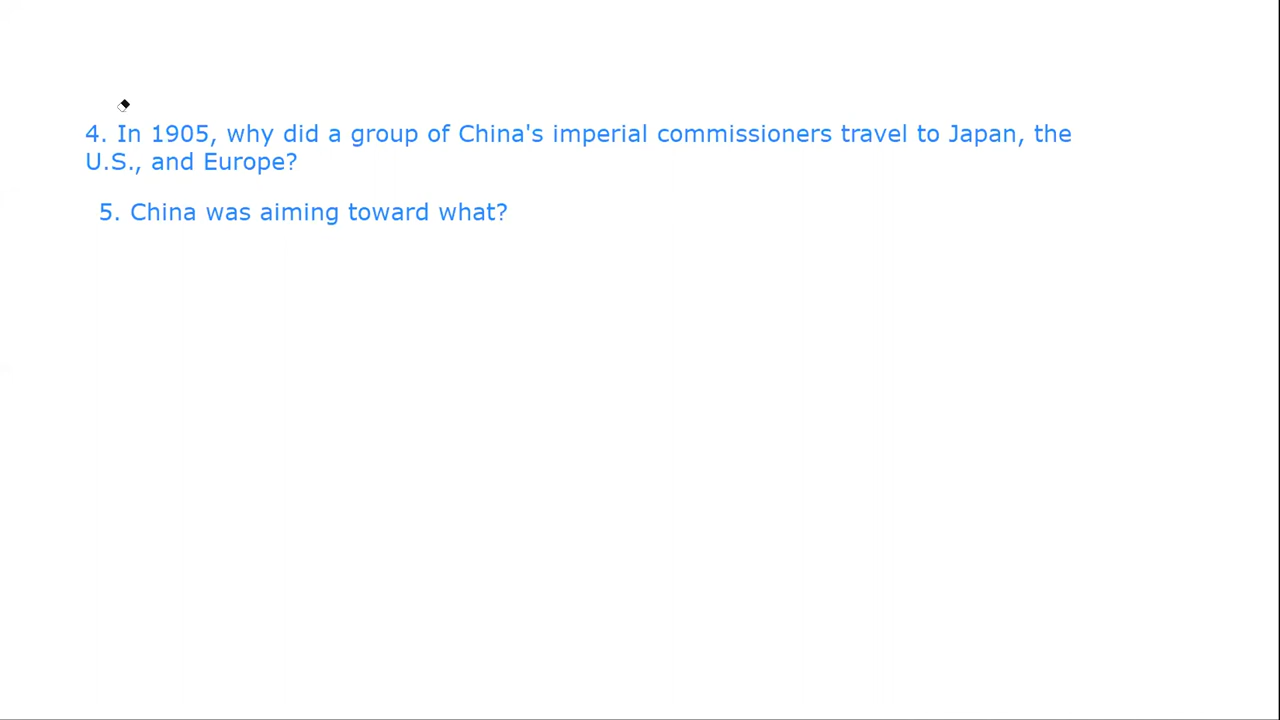 4. In 1905, why did a group of China's imperial commissioners travel to Japan, the
U.S., and Europe?
5. China was aiming toward what?